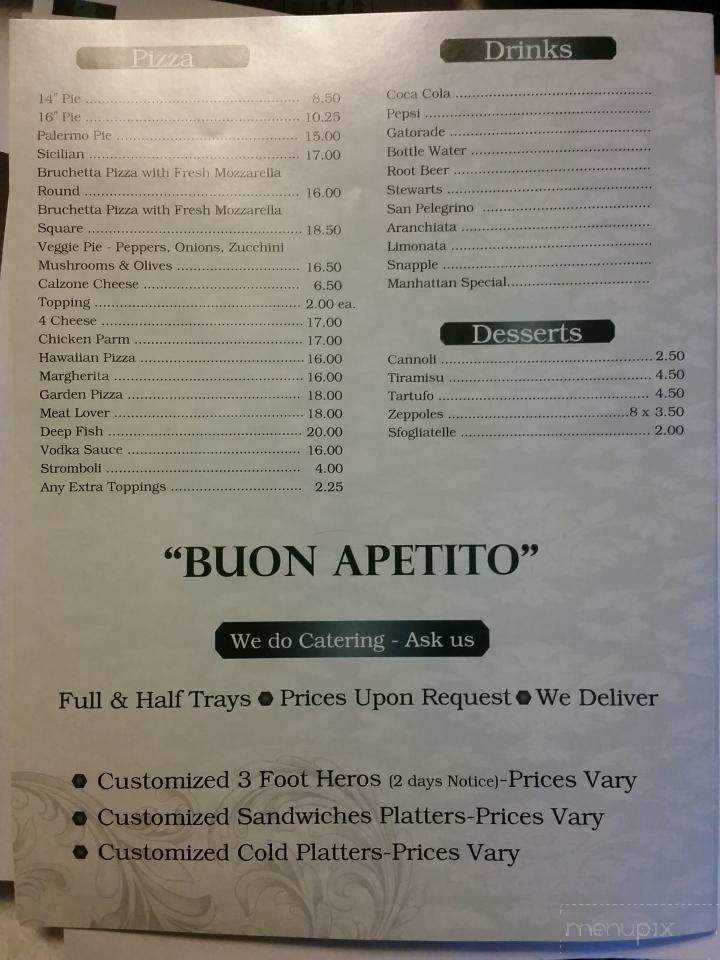 Pizza
14" Pie ........ 8.50
16" Pie ........ 10.25
Palermo Pie ........ 15.00
Sicilian ........ 17.00
Bruchetta Pizza with Fresh Mozzarella
Round ........ 16.00
Bruchetta Pizza with Fresh Mozzarella
Square ........ 18.50
Veggie Pie - Peppers, Onions, Zucchini
Mushrooms & Olives ........ 16.50
Calzone Cheese ........ 6.50
Topping ........ 2.00 ea.
4 Cheese ........ 17.00
Chicken Parm ........ 17.00
Hawaiian Pizza ........ 16.00
Margherita ........ 16.00
Garden Pizza ........ 18.00
Meat Lover ........ 18.00
Deep Fish ........ 20.00
Vodka Sauce ........ 16.00
Stromboli ........ 4.00
Any Extra Toppings ........ 2.25
Drinks
Coca Cola ........
Pepsi ........
Gatorade ........
Bottle Water ........
Root Beer ........
Stewarts ........
San Pelegrino ........
Aranchiata ........
Limonata ........
Snapple ........
Manhattan Special........
Desserts
Cannoli ........ 2.50
Tiramisu ........ 4.50
Tartufo ........ 4.50
Zeppoles ........8 x 3.50
Sfogliatelle ........ 2.00
“BUON APETITO”
We do Catering - Ask us
Full & Half Trays ● Prices Upon Request ● We Deliver
● Customized 3 Foot Heros (2 days Notice)-Prices Vary
● Customized Sandwiches Platters-Prices Vary
● Customized Cold Platters-Prices Vary
menupix